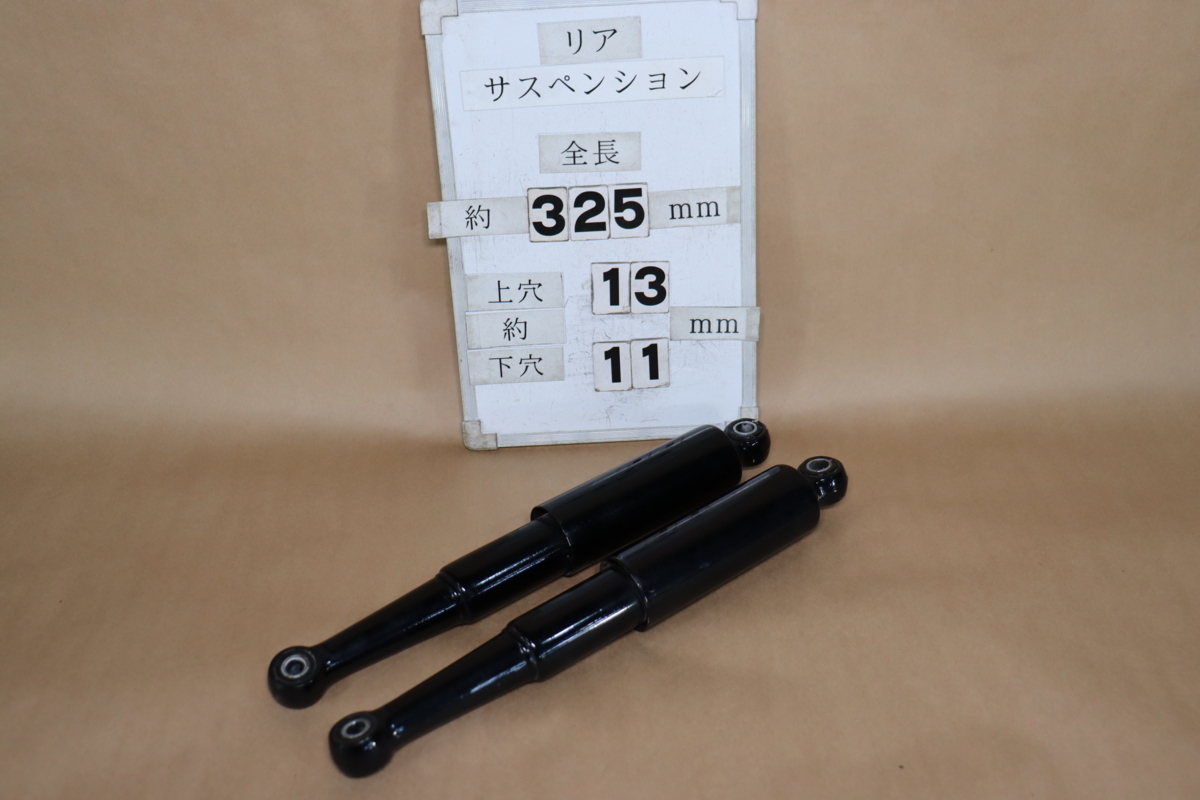 リア
サスペンション
全長
約 325 mm
上穴 13
約 mm
下穴 11